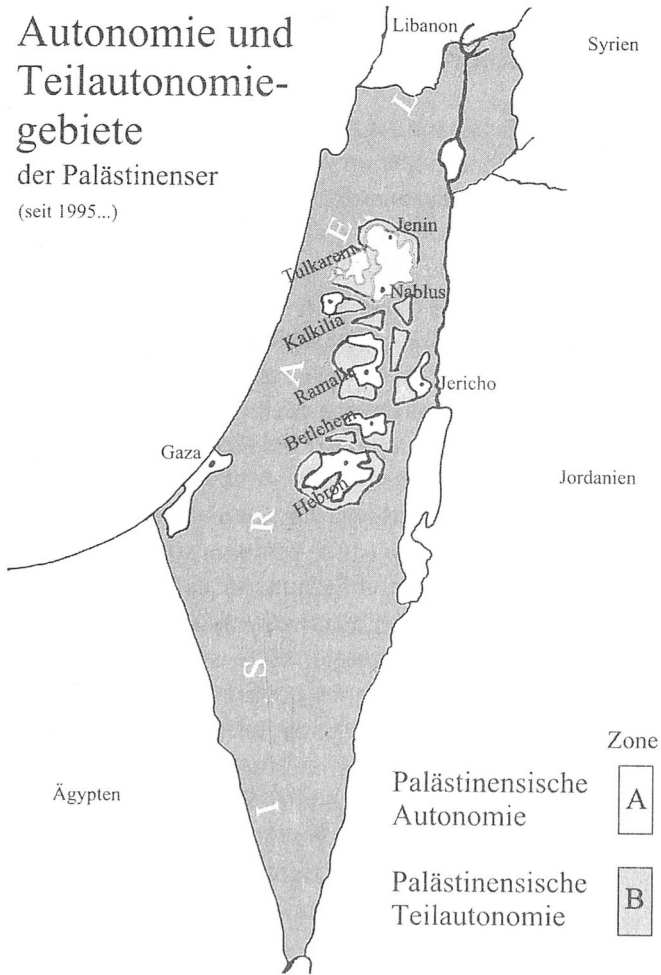 Autonomie und
Teilautonomie-
gebiete
der Palästinenser
(seit 1995...)
Libanon
Syrien
Jenin
Tulkarem
Nablus
Kalkilia
Ramalla
Jericho
Betlehem
Gaza
Hebron
Jordanien
Ägypten
I S R A E L
Zone
Palästinensische
Autonomie
A
Palästinensische
Teilautonomie
B